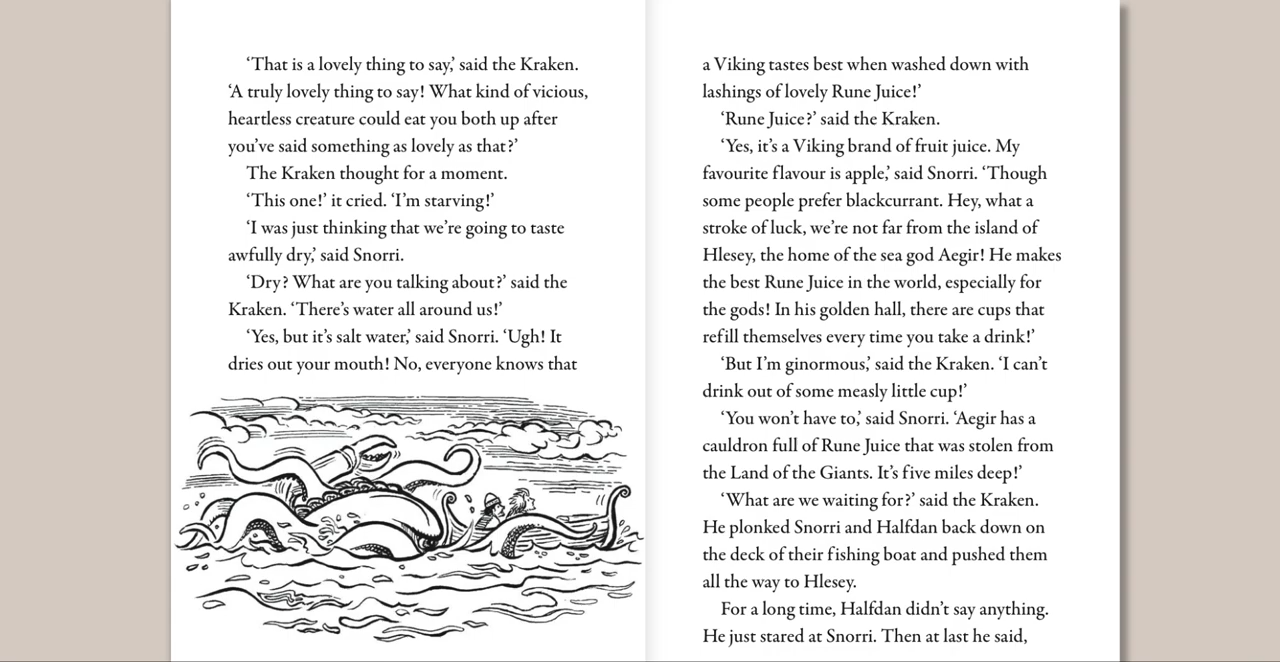 ‘That is a lovely thing to say,’ said the Kraken.
‘A truly lovely thing to say! What kind of vicious,
heartless creature could eat you both up after
you’ve said something as lovely as that?’
The Kraken thought for a moment.
‘This one!’ it cried. ‘I’m starving!’
‘I was just thinking that we’re going to taste
awfully dry,’ said Snorri.
‘Dry? What are you talking about?’ said the
Kraken. ‘There’s water all around us!’
‘Yes, but it’s salt water,’ said Snorri. ‘Ugh! It
dries out your mouth! No, everyone knows that
a Viking tastes best when washed down with
lashings of lovely Rune Juice!’
‘Rune Juice?’ said the Kraken.
‘Yes, it’s a Viking brand of fruit juice. My
favourite flavour is apple,’ said Snorri. ‘Though
some people prefer blackcurrant. Hey, what a
stroke of luck, we’re not far from the island of
Hlesey, the home of the sea god Aegir! He makes
the best Rune Juice in the world, especially for
the gods! In his golden hall, there are cups that
refill themselves every time you take a drink!’
‘But I’m ginormous,’ said the Kraken. ‘I can’t
drink out of some measly little cup!’
‘You won’t have to,’ said Snorri. ‘Aegir has a
cauldron full of Rune Juice that was stolen from
the Land of the Giants. It’s five miles deep!’
‘What are we waiting for?’ said the Kraken.
He plonked Snorri and Halfdan back down on
the deck of their fishing boat and pushed them
all the way to Hlesey.
For a long time, Halfdan didn’t say anything.
He just stared at Snorri. Then at last he said,